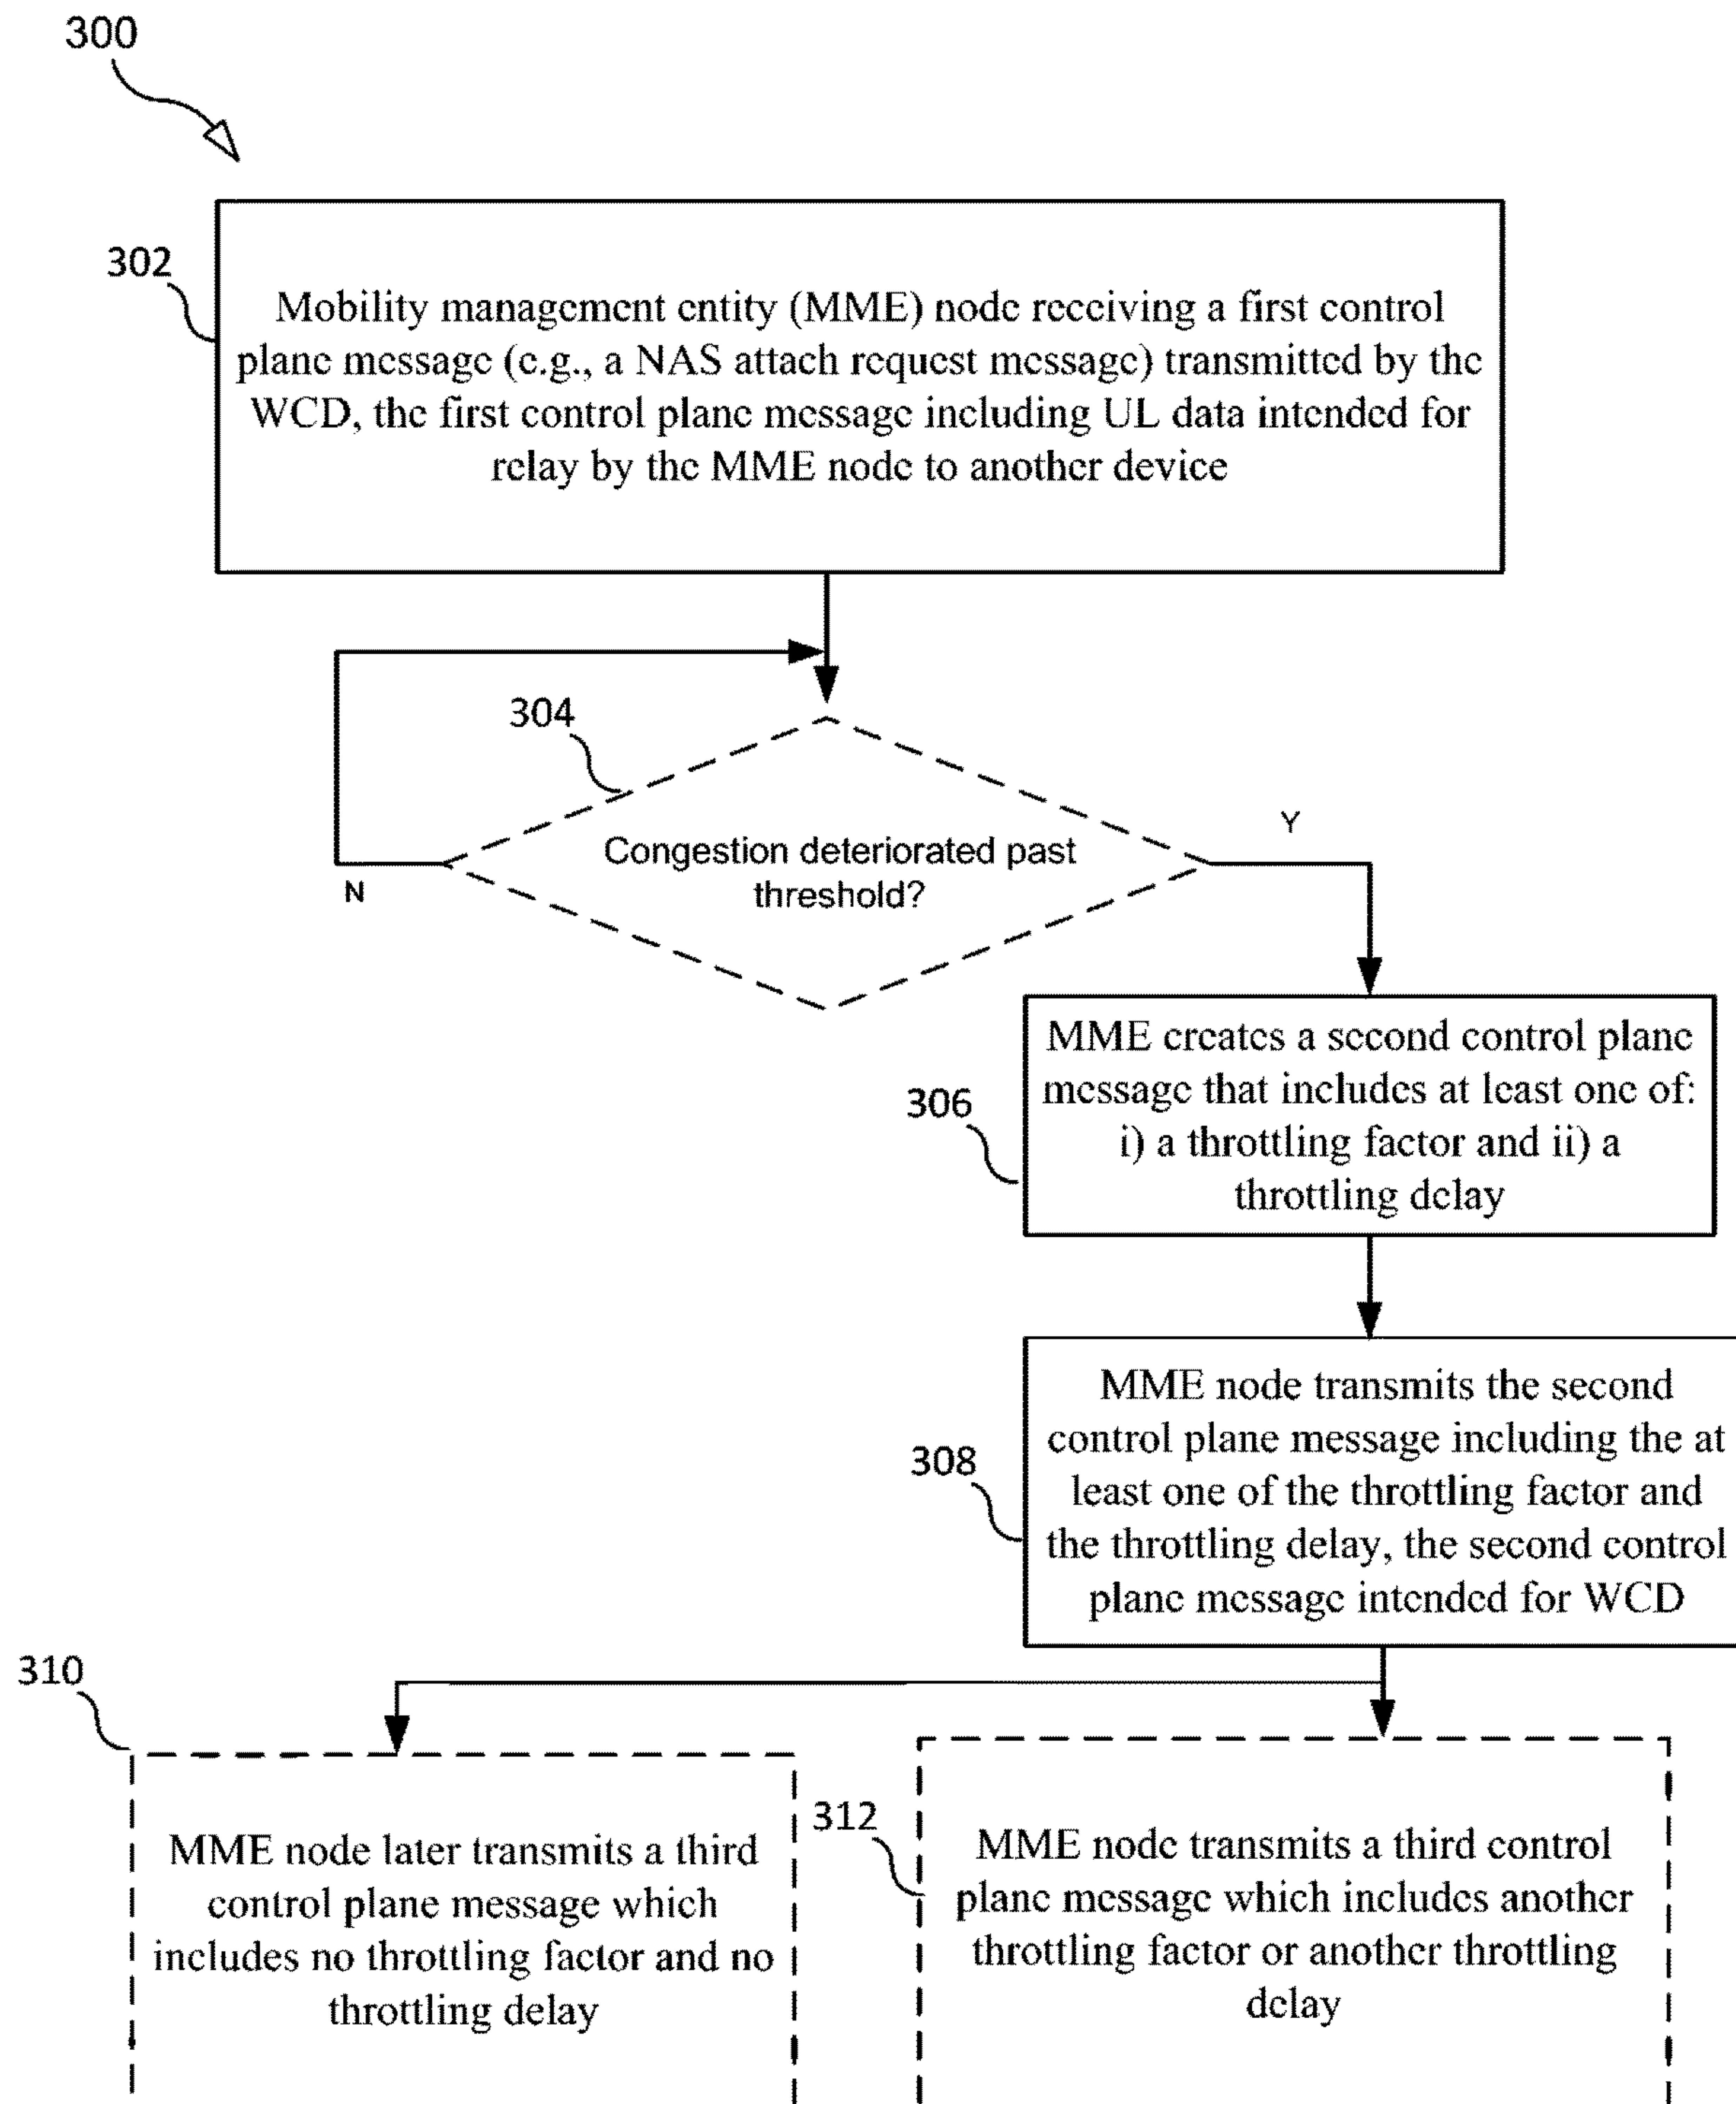 300
302
Mobility management entity (MME) node receiving a first control
plane message (e.g., a NAS attach request message) transmitted by the
WCD, the first control plane message including UL data intended for
relay by the MME node to another device
304
Congestion deteriorated past
threshold?
Y
N
306
MME creates a second control plane
message that includes at least one of:
i) a throttling factor and ii) a
throttling delay
308
MME node transmits the second
control plane message including the at
least one of the throttling factor and
the throttling delay, the second control
plane message intended for WCD
310
MME node later transmits a third
control plane message which
includes no throttling factor and no
throttling delay
312
MME node transmits a third control
plane message which includes another
throttling factor or another throttling
delay